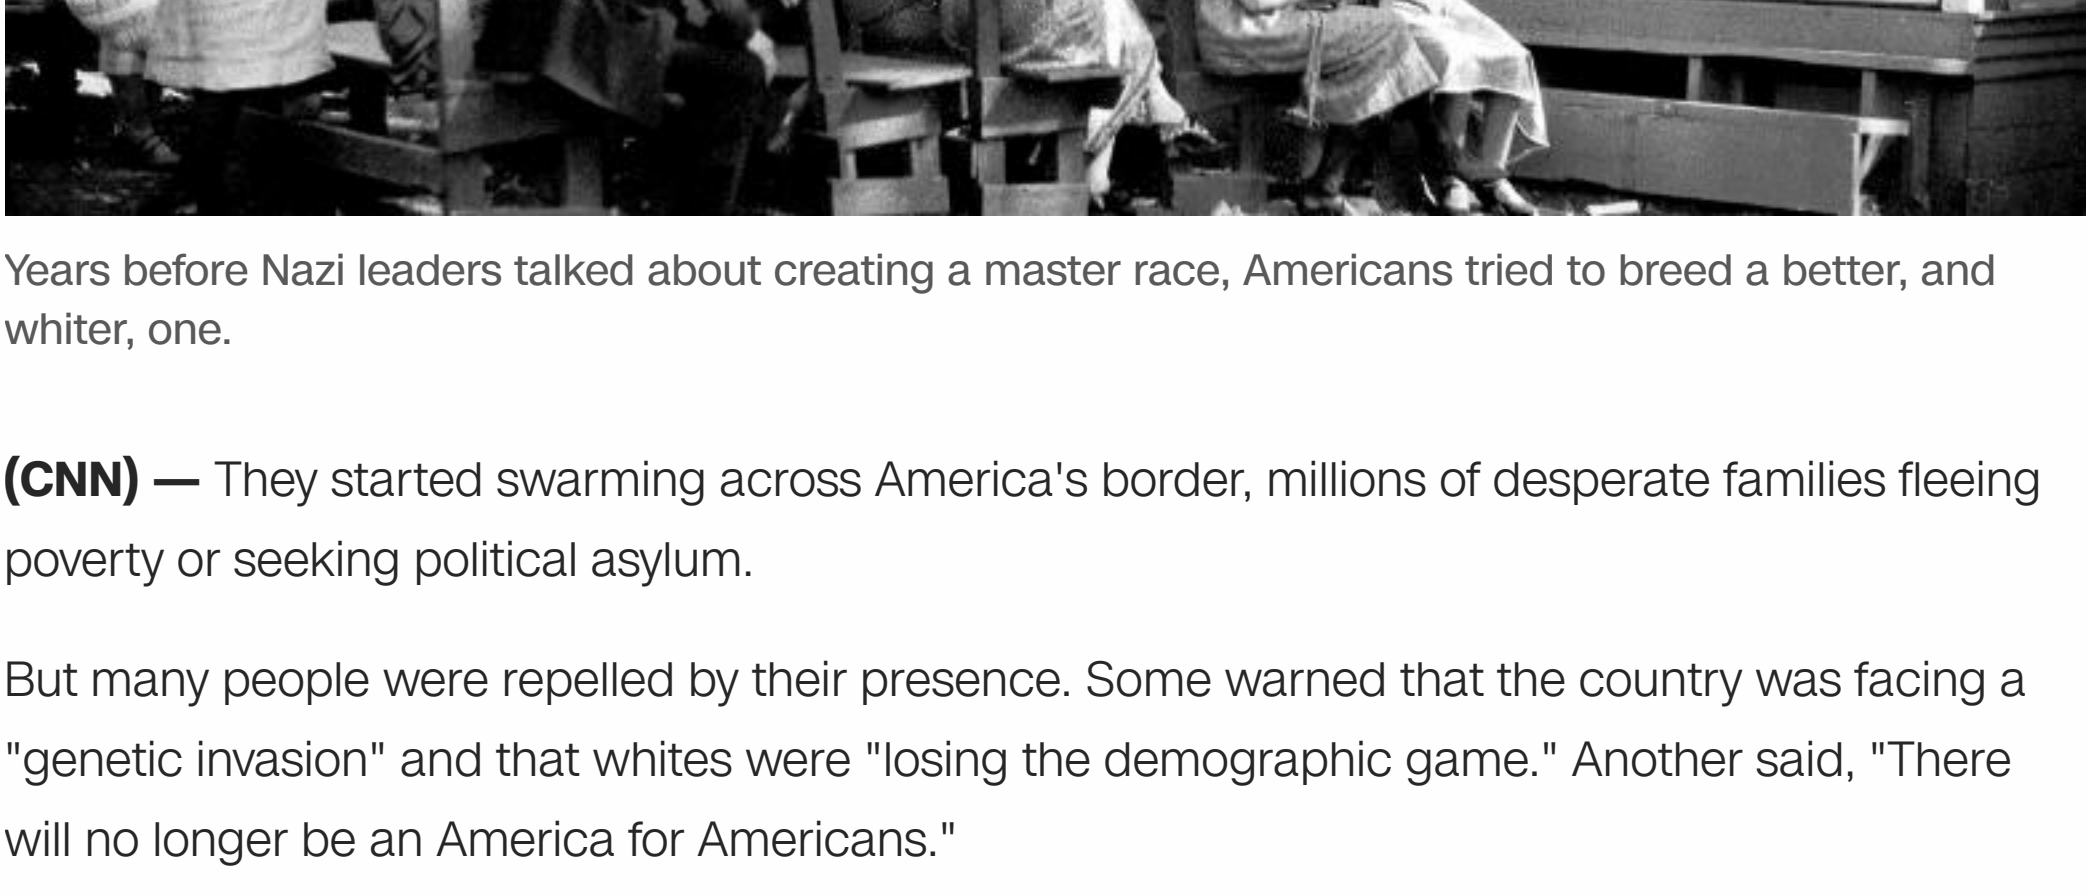 Years before Nazi leaders talked about creating a master race, Americans tried to breed a better, and
whiter, one.
(CNN) — They started swarming across America's border, millions of desperate families fleeing
poverty or seeking political asylum.
But many people were repelled by their presence. Some warned that the country was facing a
"genetic invasion" and that whites were "losing the demographic game." Another said, "There
will no longer be an America for Americans."